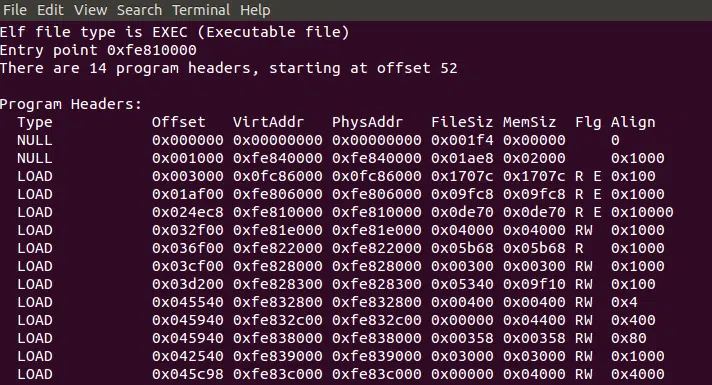 File Edit View Search Terminal Help
Elf file type is EXEC (Executable file)
Entry point 0xfe810000
There are 14 program headers, starting at offset 52
Program Headers:
Type Offset VirtAddr PhysAddr FileSiz MemSiz Flg Align
NULL 0x000000 0x00000000 0x00000000 0x001f4 0x00000 0
NULL 0x001000 0xfe840000 0xfe840000 0x01ae8 0x02000 0x1000
LOAD 0x003000 0x0fc86000 0x0fc86000 0x1707c 0x1707c R E 0x100
LOAD 0x01af00 0xfe806000 0xfe806000 0x09fc8 0x09fc8 R E 0x1000
LOAD 0x024ec8 0xfe810000 0xfe810000 0x0de70 0x0de70 R E 0x10000
LOAD 0x032f00 0xfe81e000 0xfe81e000 0x04000 0x04000 RW 0x1000
LOAD 0x036f00 0xfe822000 0xfe822000 0x05b68 0x05b68 R 0x1000
LOAD 0x03cf00 0xfe828000 0xfe828000 0x00300 0x00300 RW 0x1000
LOAD 0x03d200 0xfe828300 0xfe828300 0x05340 0x09f10 RW 0x100
LOAD 0x045540 0xfe832800 0xfe832800 0x00400 0x00400 RW 0x4
LOAD 0x045940 0xfe832c00 0xfe832c00 0x00000 0x04400 RW 0x400
LOAD 0x045940 0xfe838000 0xfe838000 0x00358 0x00358 RW 0x80
LOAD 0x042540 0xfe839000 0xfe839000 0x03000 0x03000 RW 0x1000
LOAD 0x045c98 0xfe83c000 0xfe83c000 0x00000 0x04000 RW 0x4000